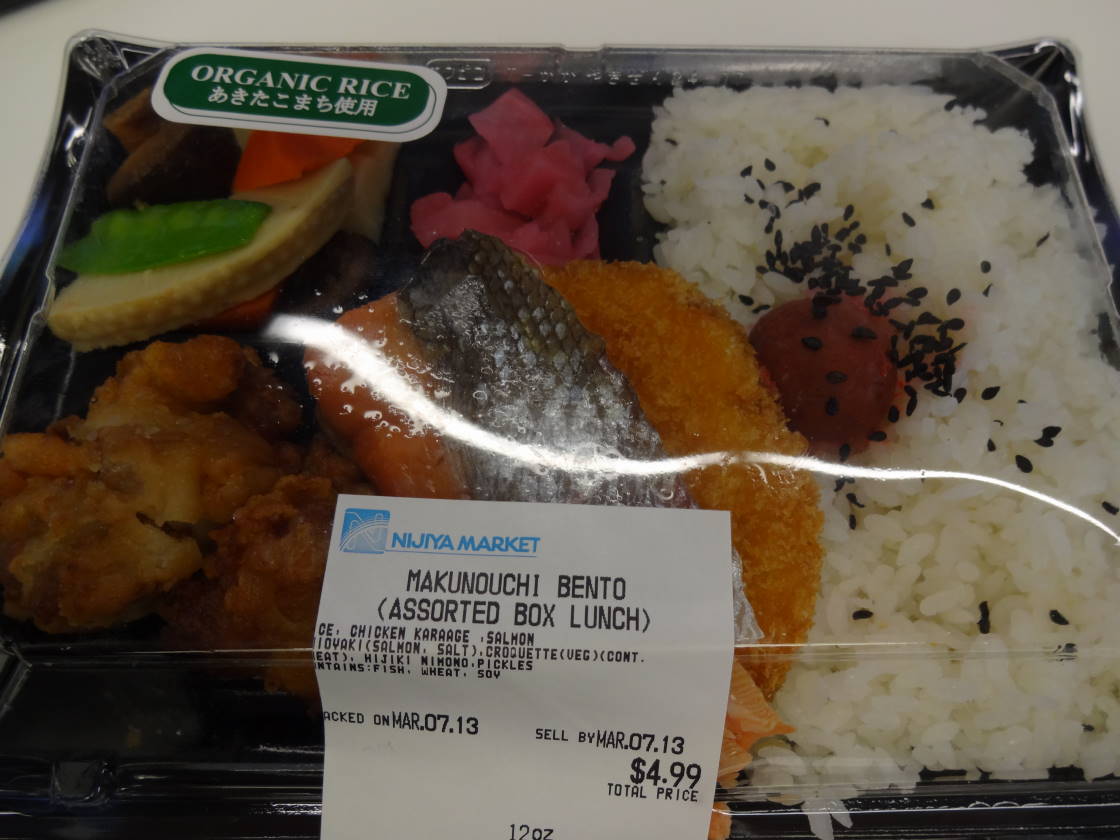 ORGANIC RICE
あきたこまち使用
NIJIYA MARKET
MAKUNOUCHI BENTO
(ASSORTED BOX LUNCH)
CE, CHICKEN KARAAGE ,SALMON
IOYAKI(SALMON, SALT),CROQUETTE(VEG)(CONT.
EAT), HIJIKI NIMONO,PICKLES
NTAINS:FISH, WHEAT, SOY
ACKED ON MAR.07.13
SELL BY MAR.07.13
$4.99
TOTAL PRICE
12oz